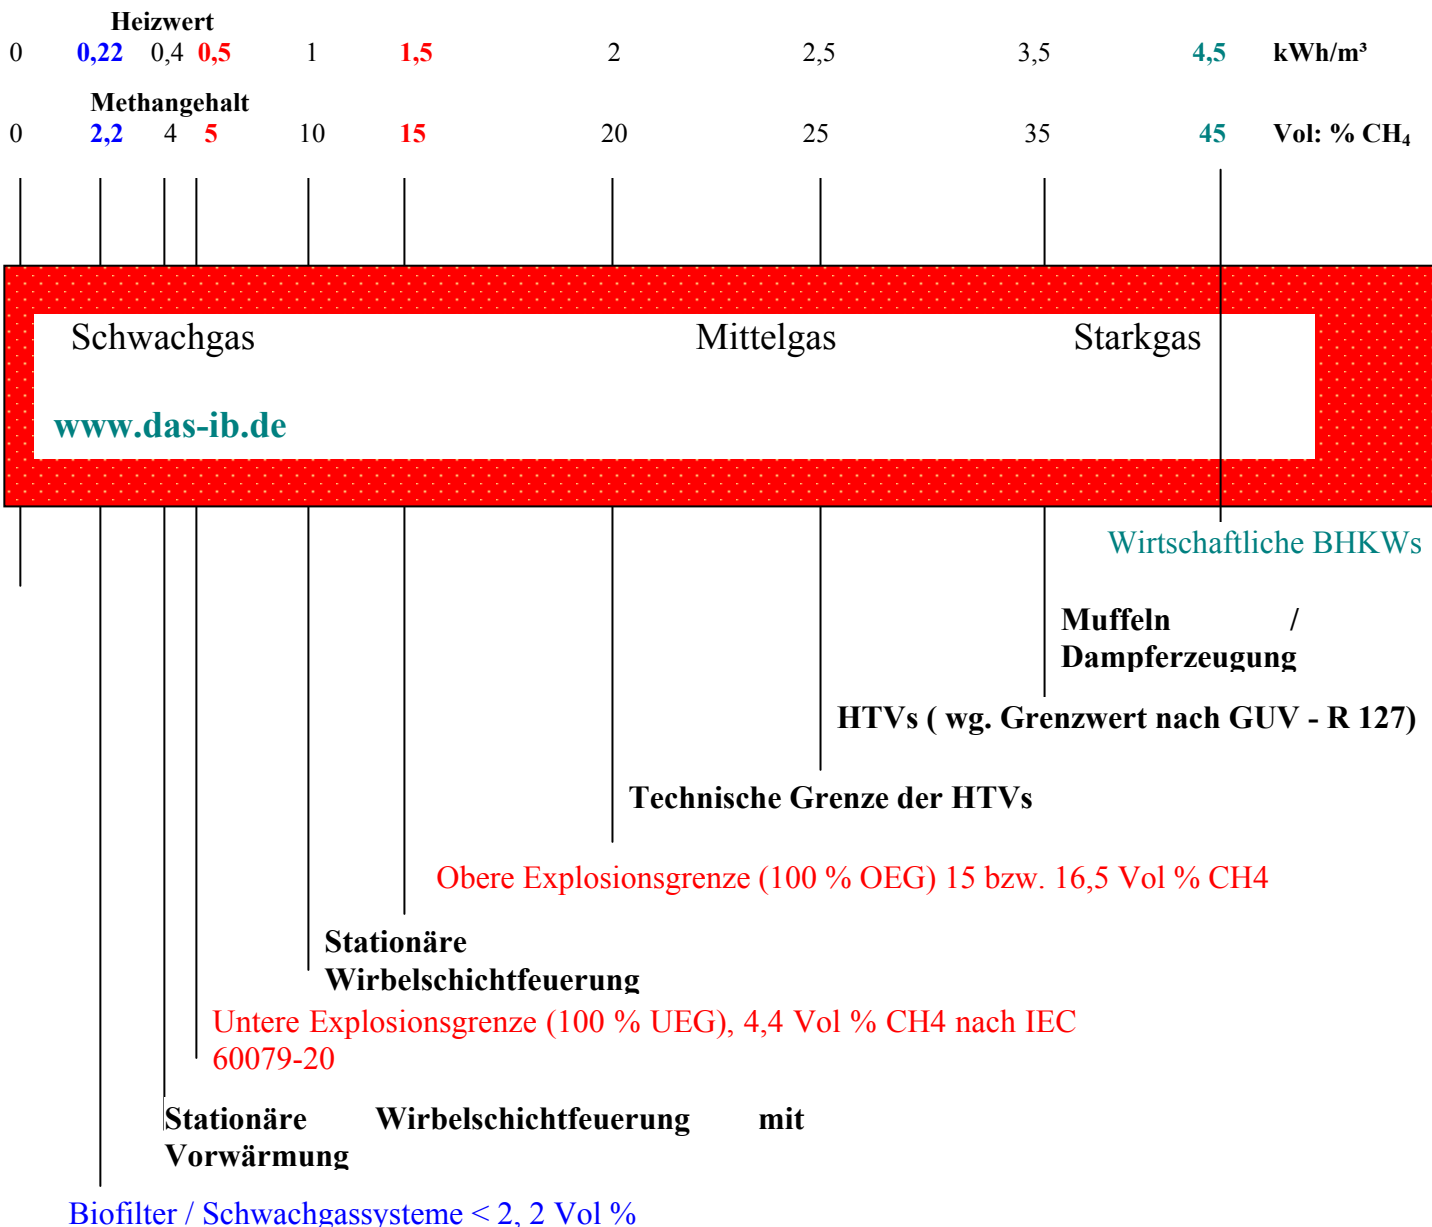 Heizwert
0 0,22 0,4 0,5 1 1,5 2 2,5 3,5 4,5 kWh/m³
Methangehalt
0 2,2 4 5 10 15 20 25 35 45 Vol: % CH₄
Schwachgas Mittelgas Starkgas
www.das-ib.de
Wirtschaftliche BHKWs
Muffeln /
Dampferzeugung
HTVs ( wg. Grenzwert nach GUV - R 127)
Technische Grenze der HTVs
Obere Explosionsgrenze (100 % OEG) 15 bzw. 16,5 Vol % CH4
Stationäre
Wirbelschichtfeuerung
Untere Explosionsgrenze (100 % UEG), 4,4 Vol % CH4 nach IEC
60079-20
Stationäre Wirbelschichtfeuerung mit
Vorwärmung
Biofilter / Schwachgassysteme < 2, 2 Vol %